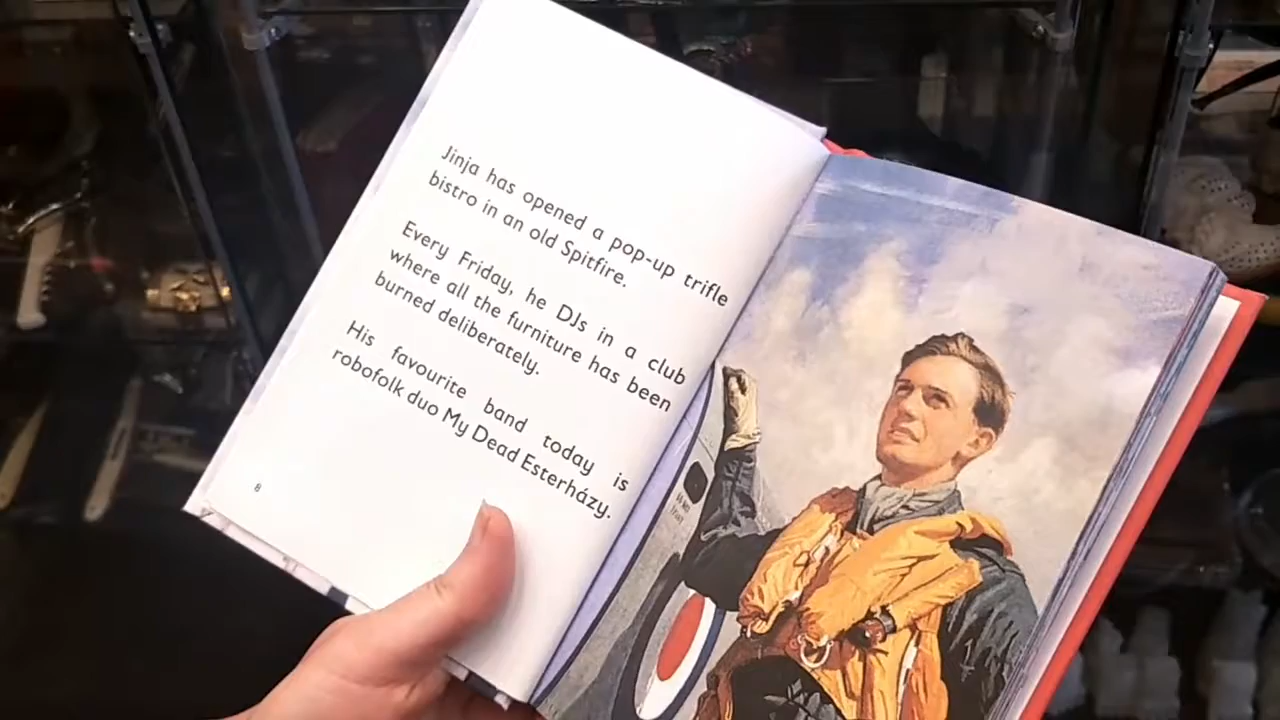 Jinja has opened a pop-up trifle
bistro in an old Spitfire.
Every Friday, he DJs in a club
where all the furniture has been
burned deliberately.
His favourite band today is
robofolk duo My Dead Esterházy.
8